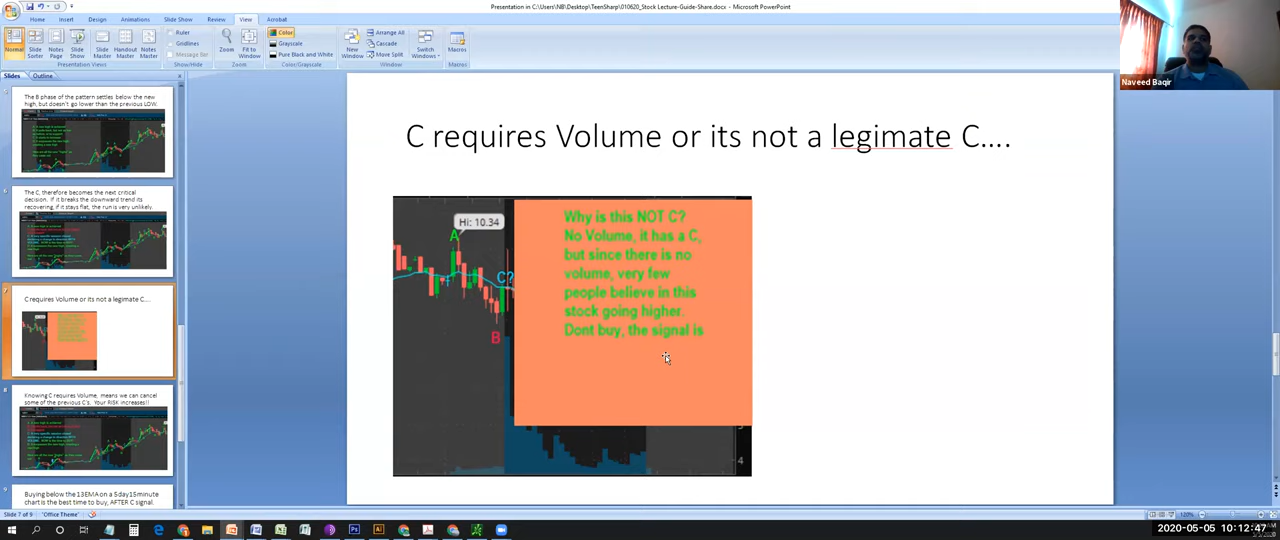 Presentation in C:\Users\NB\Desktop\TeenSharp\010620_Stock Lecture-Guide-Share.docx - Microsoft PowerPoint
Home Insert Design Animations Slide Show Review View Acrobat
Normal
Slide Sorter
Notes Page
Slide Show
Slide Master
Handout Master
Notes Master
Presentation Views
Ruler
Gridlines
Message Bar
Show/Hide
Zoom
Fit to Window
Zoom
Color
Grayscale
Pure Black and White
Color/Grayscale
New Window
Arrange All
Cascade
Move Split
Switch Windows
Window
Macros
Macros
Naveed Baqir
Slides Outline
The B phase of the pattern settles below the new
high, but doesn't go lower than the previous LOW.
6
The C, therefore becomes the next critical
decision. If it breaks the downward trend its
recovering, if it stays flat, the run is very unlikely.
7
C requires Volume or its not a legimate C....
8
Knowing C requires Volume, means we can cancel
some of the previous C's. Your RISK increases!!
9
Buying below the 13EMA on a 5day15minute
chart is the best time to buy, AFTER C signal.
C requires Volume or its not a legimate C....
Hi: 10.34
A
C?
B
Why is this NOT C?
No Volume, it has a C,
but since there is no
volume, very few
people believe in this
stock going higher.
Dont buy, the signal is
4
Slide 7 of 9 'Office Theme'
120%
2020-05-05 10:12:47